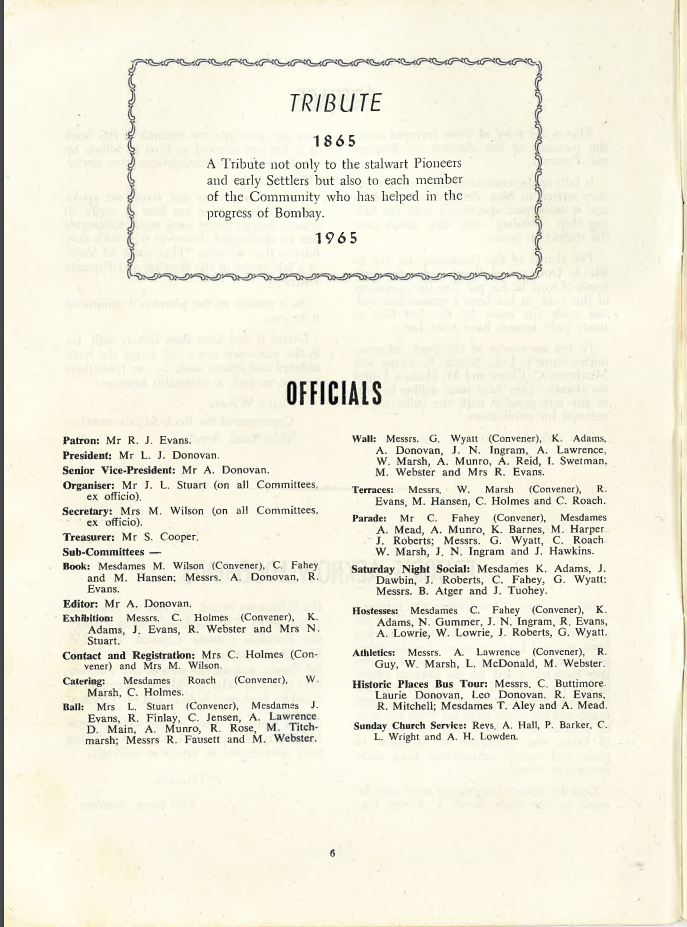 TRIBUTE
1865
A Tribute not only to the stalwart Pioneers
and early Settlers but also to each member
of the Community who has helped in the
progress of Bombay.
1965
OFFICIALS
Patron: Mr R. J. Evans.
President: Mr L. J. Donovan.
Senior Vice-President: Mr A. Donovan.
Organiser: Mr J. L. Stuart (on all Committees,
ex officio).
Secretary: Mrs M. Wilson (on all Committees,
ex officio).
Treasurer: Mr S. Cooper.
Sub-Committees —
Book: Mesdames M. Wilson (Convener), C. Fahey
and M. Hansen; Messrs. A. Donovan, R.
Evans.
Editor: Mr A. Donovan.
Exhibition: Messrs. C. Holmes (Convener), K.
Adams, J. Evans, R. Webster and Mrs N.
Stuart.
Contact and Registration: Mrs C. Holmes (Con-
vener) and Mrs M. Wilson.
Catering: Mesdames Roach (Convener), W.
Marsh, C. Holmes.
Ball: Mrs L. Stuart (Convener), Mesdames J.
Evans, R. Finlay, C. Jensen, A. Lawrence
D. Main, A. Munro, R. Rose, M. Titch-
marsh; Messrs R. Fausett and M. Webster.
Wall: Messrs. G. Wyatt (Convener), K. Adams,
A. Donovan, J. N. Ingram, A. Lawrence,
W. Marsh, A. Munro, A. Reid, I. Swetman,
M. Webster and Mrs R. Evans.
Terraces: Messrs. W. Marsh (Convener), R.
Evans, M. Hansen, C. Holmes and C. Roach.
Parade: Mr C. Fahey (Convener), Mesdames
A. Mead, A. Munro, K. Barnes, M. Harper
J. Roberts; Messrs. G. Wyatt, C. Roach
W. Marsh, J. N. Ingram and J. Hawkins.
Saturday Night Social: Mesdames K. Adams, J.
Dawbin, J. Roberts, C. Fahey, G. Wyatt;
Messrs. B. Atger and J. Tuohey.
Hostesses: Mesdames C. Fahey (Convener), K.
Adams, N. Gummer, J. N. Ingram, R. Evans,
A. Lowrie, W. Lowrie, J. Roberts, G. Wyatt.
Athletics: Messrs. A. Lawrence (Convener), R.
Guy, W. Marsh, L. McDonald, M. Webster.
Historic Places Bus Tour: Messrs. C. Buttimore
Laurie Donovan, Leo Donovan, R. Evans,
R. Mitchell; Mesdames T. Aley and A. Mead.
Sunday Church Service: Revs. A. Hall, P. Barker, C.
L. Wright and A. H. Lowden.
6